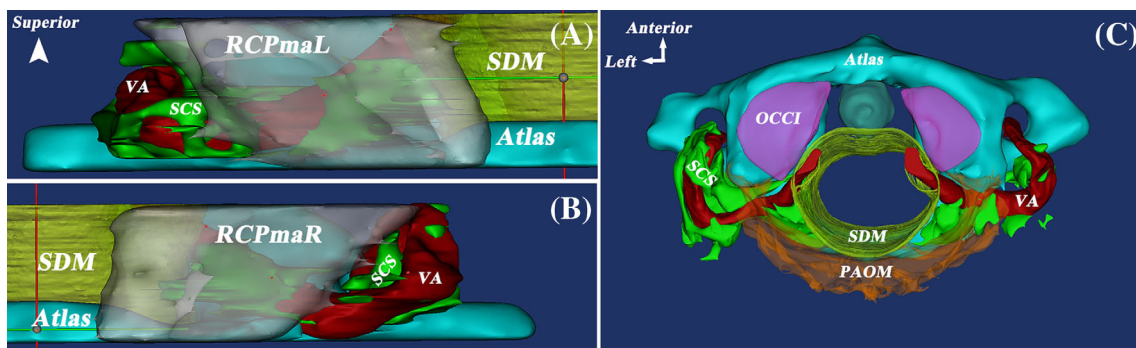 Superior
(A)
RCPmaL
SDM
VA
SCS
Atlas
(B)
RCPmaR
SDM
SCS
VA
Atlas
(C)
Anterior
Left
Atlas
OCCI
SCS
VA
SDM
PAOM